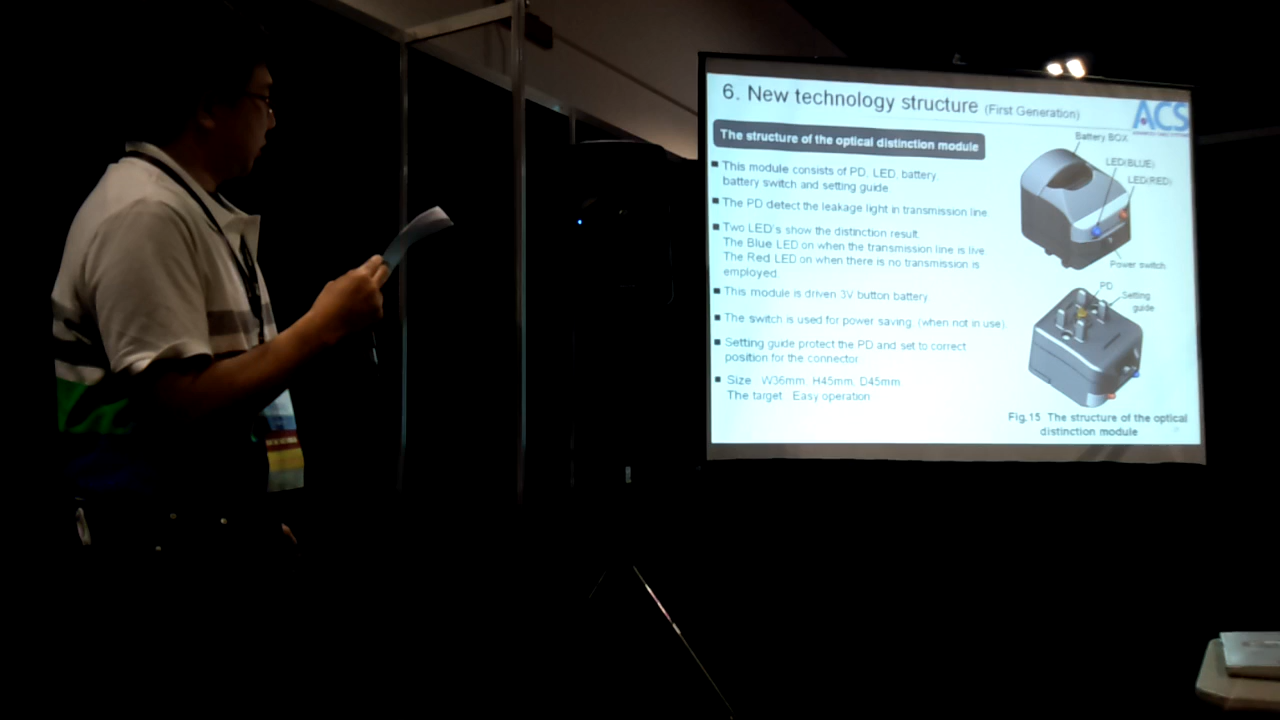 6. New technology structure (First Generation)
ACS
The structure of the optical distinction module
■ This module consists of PD, LED, battery
battery switch and setting guide
■ The PD detect the leakage light in transmission line
■ Two LED's show the distinction result.
The Blue LED on when the transmission line is live
The Red LED on when there is no transmission is
employed.
■ This module is driven 3V button battery
■ The switch is used for power saving. (when not in use)
■ Setting guide protect the PD and set to correct
position for the connector
■ Size W36mm, H45mm, D45mm
The target Easy operation
Battery BOX
LED(BLUE)
LED(RED)
Power switch
PD
Setting
guide
Fig.15 The structure of the optical
distinction module